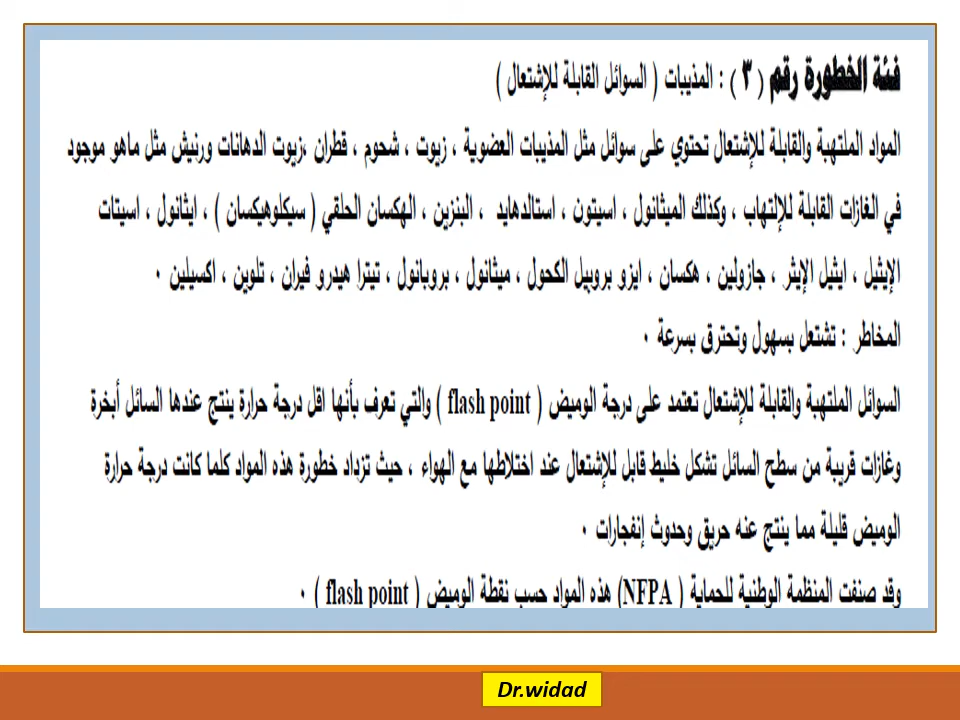 فئة الخطورة رقم ( ٣ ) : المذيبات ( السوائل القابلة للإشتعال )
المواد الملتهبة والقابلة للإشتعال تحتوي على سوائل مثل المذيبات العضوية ، زيوت ، شحوم ، قطران ،زيوت الدهانات ورنيش مثل ماهو موجود
في الغازات القابلة للإلتهاب ، وكذلك الميثانول ، اسيتون ، استالدهايد ، البنزين ، الهكسان الحلقي ( سيكلوهيكسان ) ، ايثانول ، اسيتات
الإيثيل ، ايثيل الإيثر ، جازولين ، هكسان ، ايزو بروبيل الكحول ، ميثانول ، بروبانول ، تيترا هيدرو فيران ، تلوين ، اكسيلين ٠
المخاطر : تشتعل بسهول وتحترق بسرعة ٠
السوائل الملتهبة والقابلة للإشتعال تعتمد على درجة الوميض ( flash point ) والتي تعرف بأنها اقل درجة حرارة ينتج عندها السائل أبخرة
وغازات قريبة من سطح السائل تشكل خليط قابل للإشتعال عند اختلاطها مع الهواء ، حيث تزداد خطورة هذه المواد كلما كانت درجة حرارة
الوميض قليلة مما ينتج عنه حريق وحدوث إنفجارات ٠
وقد صنفت المنظمة الوطنية للحماية ( NFPA) هذه المواد حسب نقطة الوميض ( flash point ) ٠
Dr.widad